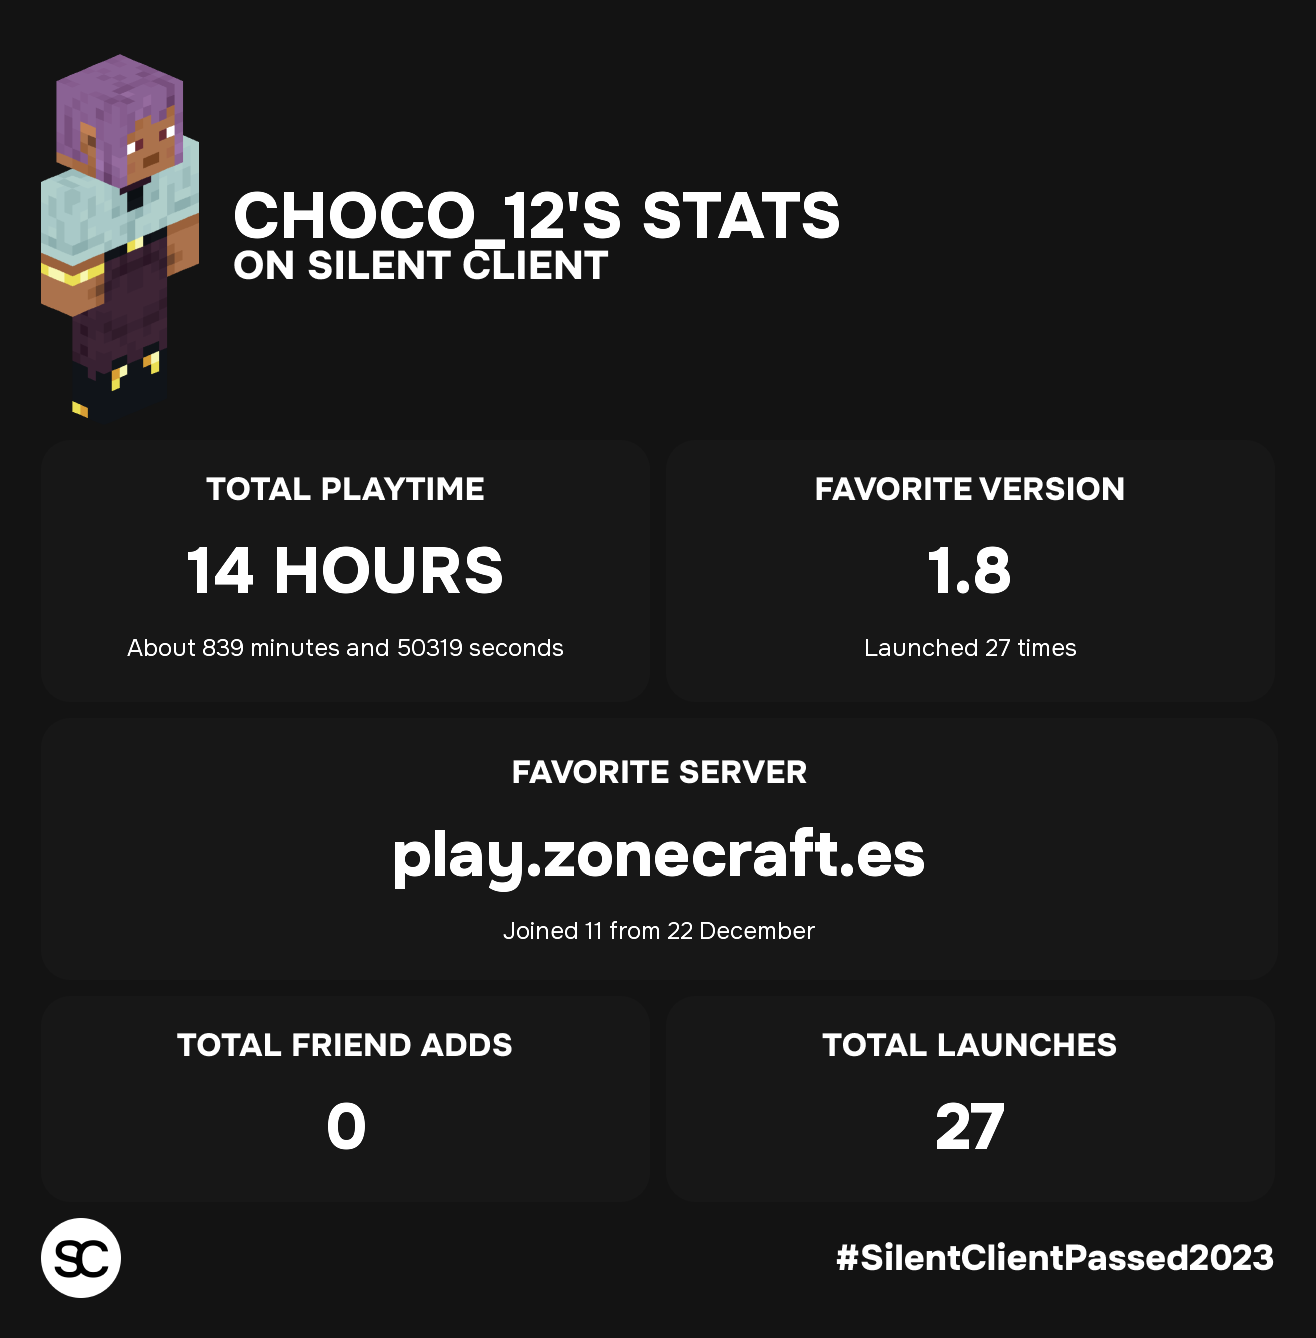 CHOCO_12'S STATS
ON SILENT CLIENT
TOTAL PLAYTIME
14 HOURS
About 839 minutes and 50319 seconds
FAVORITE VERSION
1.8
Launched 27 times
FAVORITE SERVER
play.zonecraft.es
Joined 11 from 22 December
TOTAL FRIEND ADDS
0
TOTAL LAUNCHES
27
SC
#SilentClientPassed2023